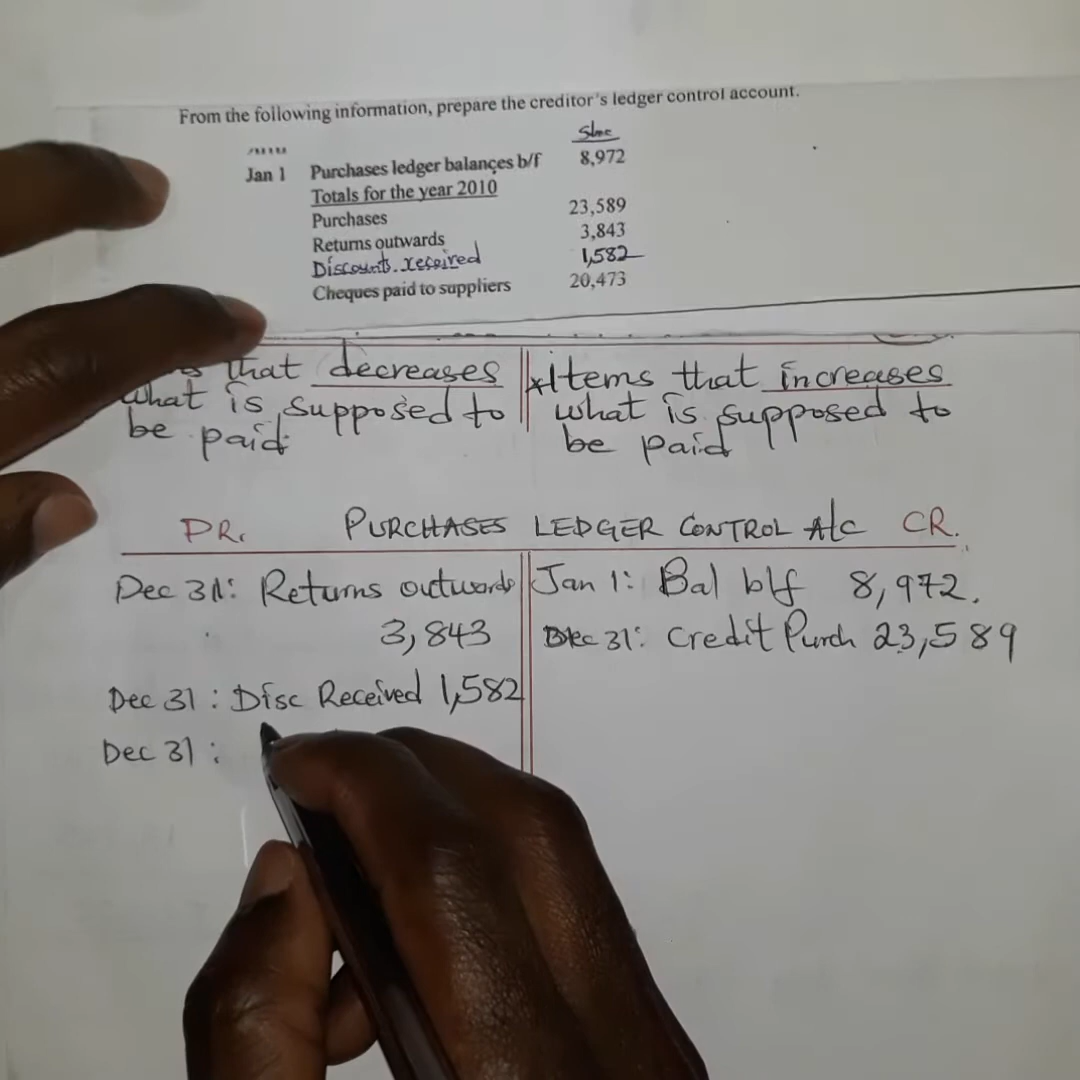 From the following information, prepare the creditor's ledger control account.
Shs
Jan 1 Purchases ledger balances b/f 8,972
Totals for the year 2010
Purchases 23,589
Returns outwards 3,843
Discounts received 1,582
Cheques paid to suppliers 20,473
that decreases
what is supposed to
be paid
*Items that increases
what is supposed to
be paid
DR. PURCHASES LEDGER CONTROL A/C CR.
Dec 31: Returns outwards
3,843
Dec 31: Disc Received 1,582
Dec 31:
Jan 1: Bal b/f 8,972.
Dec 31: Credit Purch 23,589